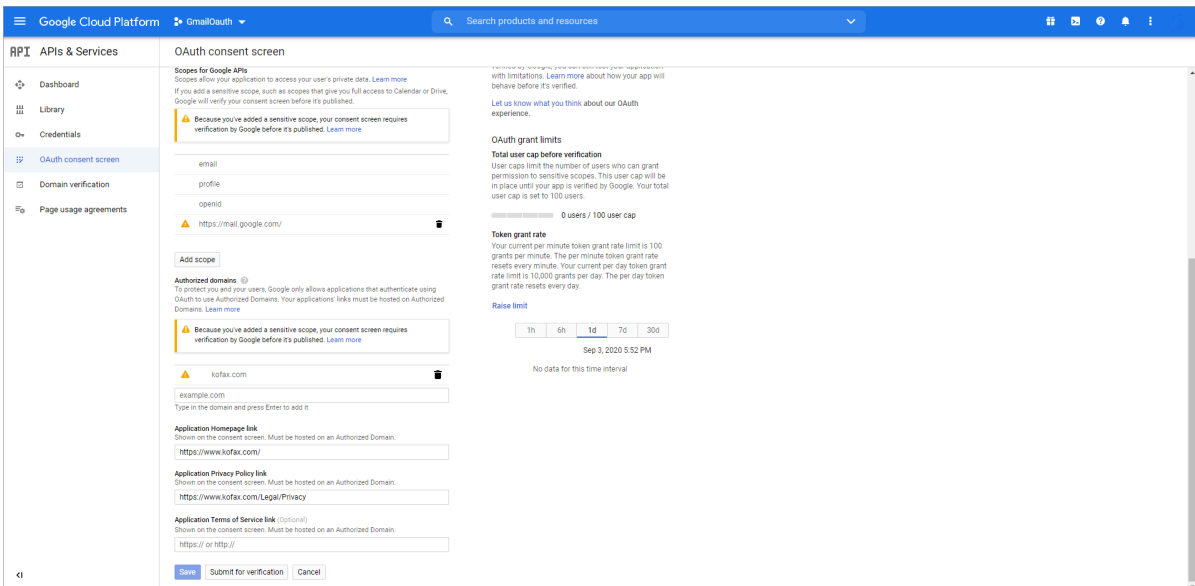 Google Cloud Platform
GmailOauth
Search products and resources
API APIs & Services
Dashboard
Library
Credentials
OAuth consent screen
Domain verification
Page usage agreements
OAuth consent screen
Scopes for Google APIs
Scopes allow your application to access your user's private data. Learn more
If you add a sensitive scope, such as scopes that give you full access to Calendar or Drive,
Google will verify your consent screen before it's published.
Because you've added a sensitive scope, your consent screen requires
verification by Google before it's published. Learn more
email
profile
openid
https://mail.google.com/
Add scope
Authorized domains
To protect you and your users, Google only allows applications that authenticate using
OAuth to use Authorized Domains. Your applications' links must be hosted on Authorized
Domains. Learn more
Because you've added a sensitive scope, your consent screen requires
verification by Google before it's published. Learn more
kofax.com
example.com
Type in the domain and press Enter to add it
Application Homepage link
Shown on the consent screen. Must be hosted on an Authorized Domain.
https://www.kofax.com/
Application Privacy Policy link
Shown on the consent screen. Must be hosted on an Authorized Domain.
https://www.kofax.com/Legal/Privacy
Application Terms of Service link (Optional)
Shown on the consent screen. Must be hosted on an Authorized Domain.
https:// or http://
Save Submit for verification Cancel
with limitations. Learn more about how your app will
behave before it's verified.
Let us know what you think about our OAuth
experience.
OAuth grant limits
Total user cap before verification
User caps limit the number of users who can grant
permission to sensitive scopes. This user cap will be
in place until your app is verified by Google. Your total
user cap is set to 100 users.
0 users / 100 user cap
Token grant rate
Your current per minute token grant rate limit is 100
grants per minute. The per minute token grant rate
resets every minute. Your current per day token grant
rate limit is 10,000 grants per day. The per day token
grant rate resets every day.
Raise limit
1h 6h 1d 7d 30d
Sep 3, 2020 5:52 PM
No data for this time interval